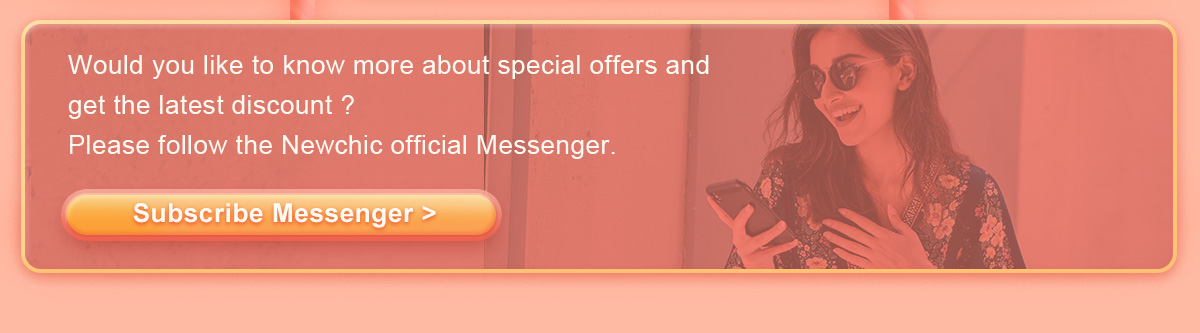 Would you like to know more about special offers and
get the latest discount ?
Please follow the Newchic official Messenger.
Subscribe Messenger >